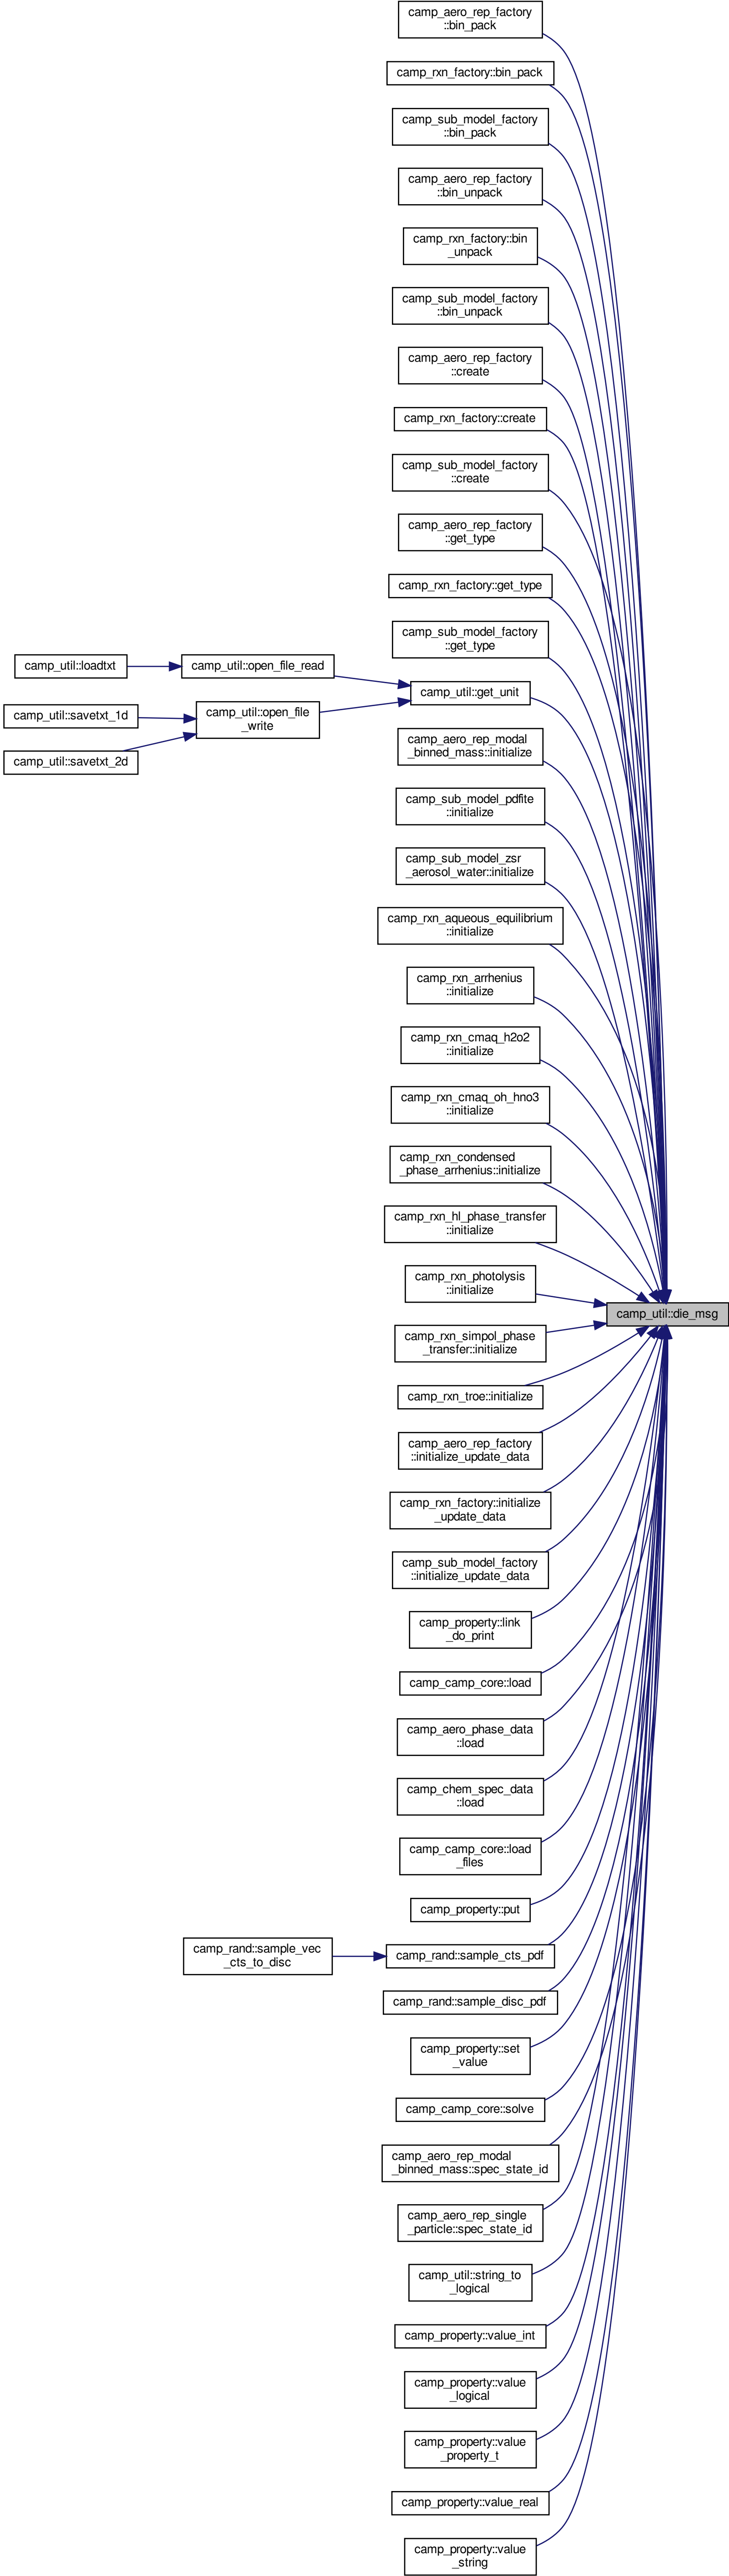 camp_aero_rep_factory
::bin_pack
camp_rxn_factory::bin_pack
camp_sub_model_factory
::bin_pack
camp_aero_rep_factory
::bin_unpack
camp_rxn_factory::bin
_unpack
camp_sub_model_factory
::bin_unpack
camp_aero_rep_factory
::create
camp_rxn_factory::create
camp_sub_model_factory
::create
camp_aero_rep_factory
::get_type
camp_rxn_factory::get_type
camp_sub_model_factory
::get_type
camp_util::loadtxt
camp_util::open_file_read
camp_util::get_unit
camp_util::savetxt_1d
camp_util::open_file
_write
camp_util::savetxt_2d
camp_aero_rep_modal
_binned_mass::initialize
camp_sub_model_pdfite
::initialize
camp_sub_model_zsr
_aerosol_water::initialize
camp_rxn_aqueous_equilibrium
::initialize
camp_rxn_arrhenius
::initialize
camp_rxn_cmaq_h2o2
::initialize
camp_rxn_cmaq_oh_hno3
::initialize
camp_rxn_condensed
_phase_arrhenius::initialize
camp_rxn_hl_phase_transfer
::initialize
camp_rxn_photolysis
::initialize
camp_util::die_msg
camp_rxn_simpol_phase
_transfer::initialize
camp_rxn_troe::initialize
camp_aero_rep_factory
::initialize_update_data
camp_rxn_factory::initialize
_update_data
camp_sub_model_factory
::initialize_update_data
camp_property::link
_do_print
camp_camp_core::load
camp_aero_phase_data
::load
camp_chem_spec_data
::load
camp_camp_core::load
_files
camp_property::put
camp_rand::sample_vec
_cts_to_disc
camp_rand::sample_cts_pdf
camp_rand::sample_disc_pdf
camp_property::set
_value
camp_camp_core::solve
camp_aero_rep_modal
_binned_mass::spec_state_id
camp_aero_rep_single
_particle::spec_state_id
camp_util::string_to
_logical
camp_property::value_int
camp_property::value
_logical
camp_property::value
_property_t
camp_property::value_real
camp_property::value
_string